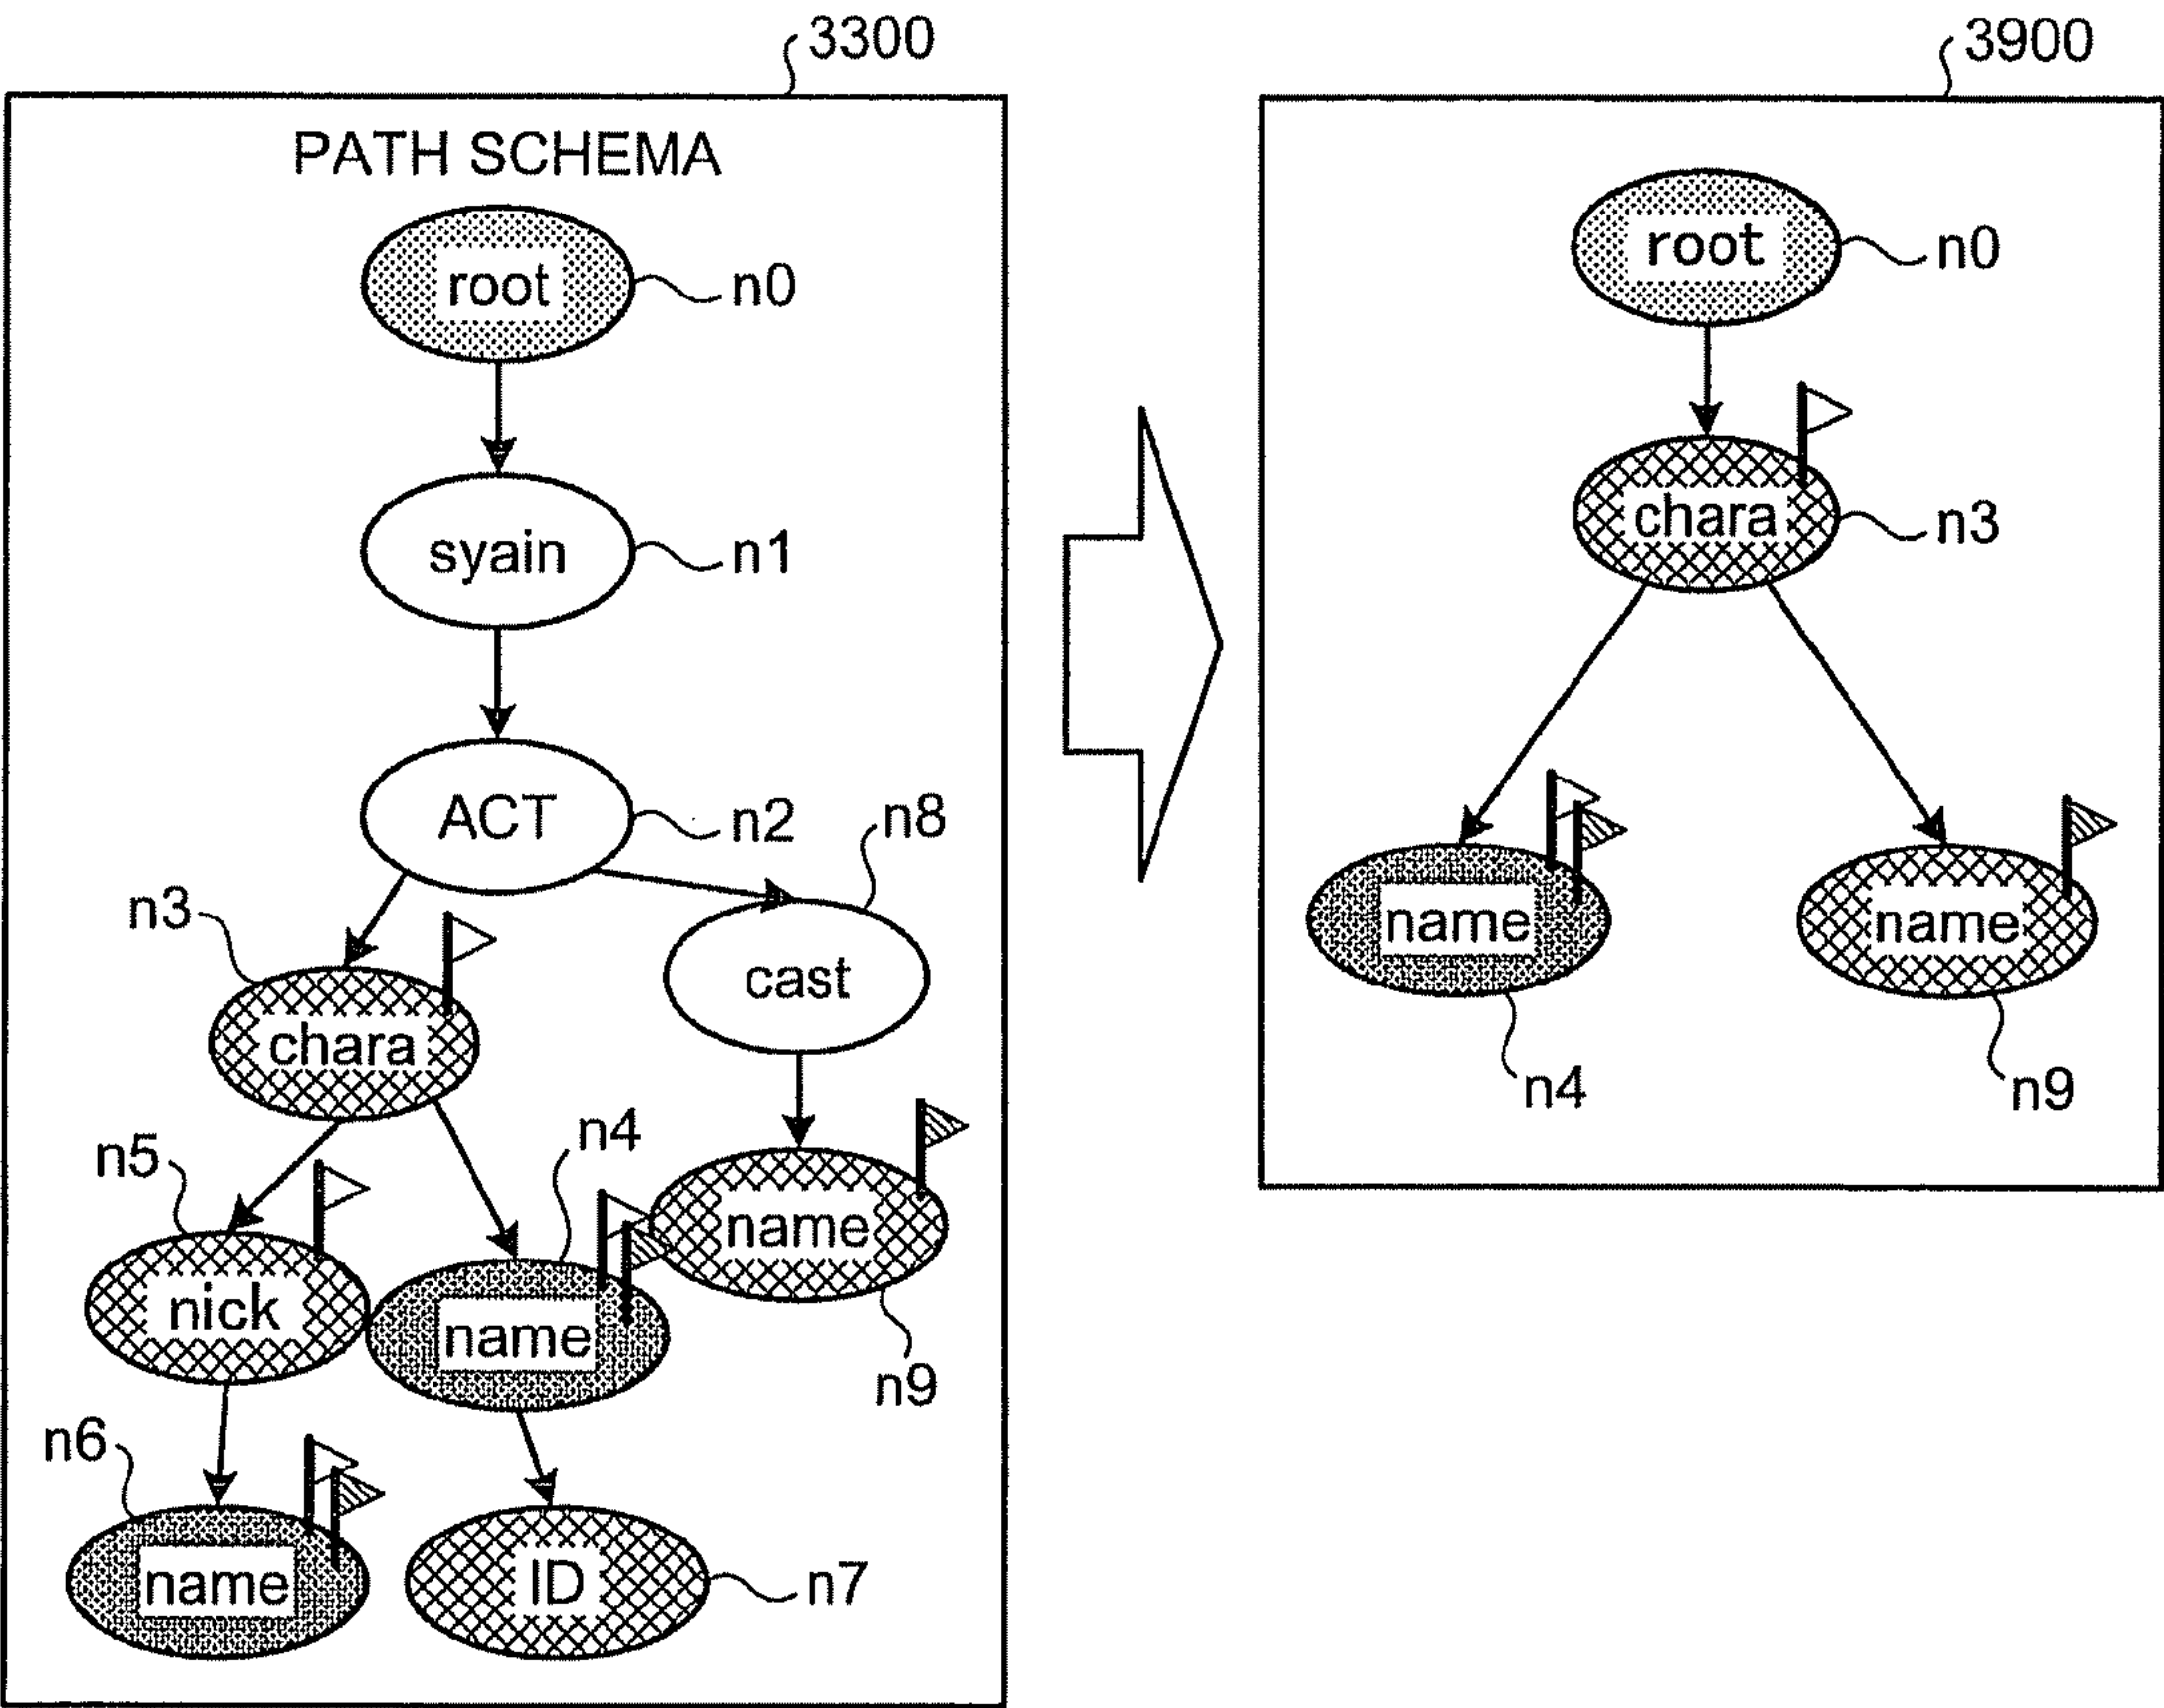 3300
PATH SCHEMA
root
n0
syain
n1
ACT
n2
n8
n3
cast
chara
n4
n5
name
nick
name
n9
n6
name
ID
n7
3900
root
n0
chara
n3
name
name
n4
n9